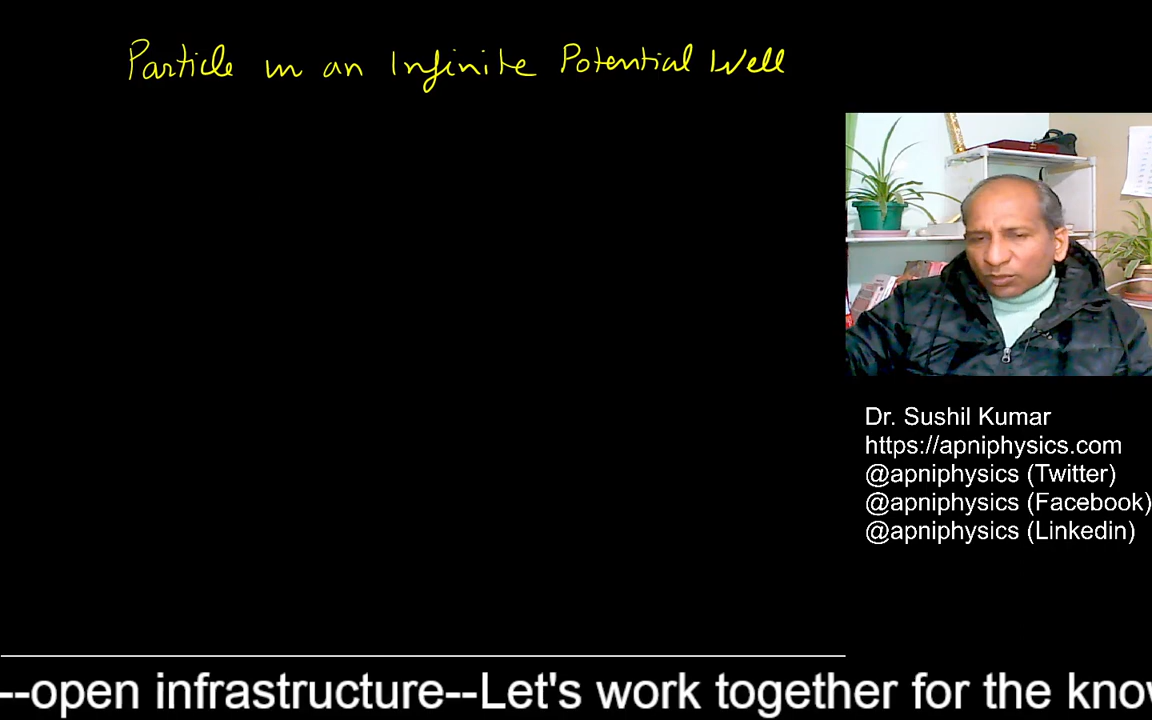 Particle in an Infinite Potential Well
Dr. Sushil Kumar
https://apniphysics.com
@apniphysics (Twitter)
@apniphysics (Facebook)
@apniphysics (Linkedin)
--open infrastructure--Let's work together for the know